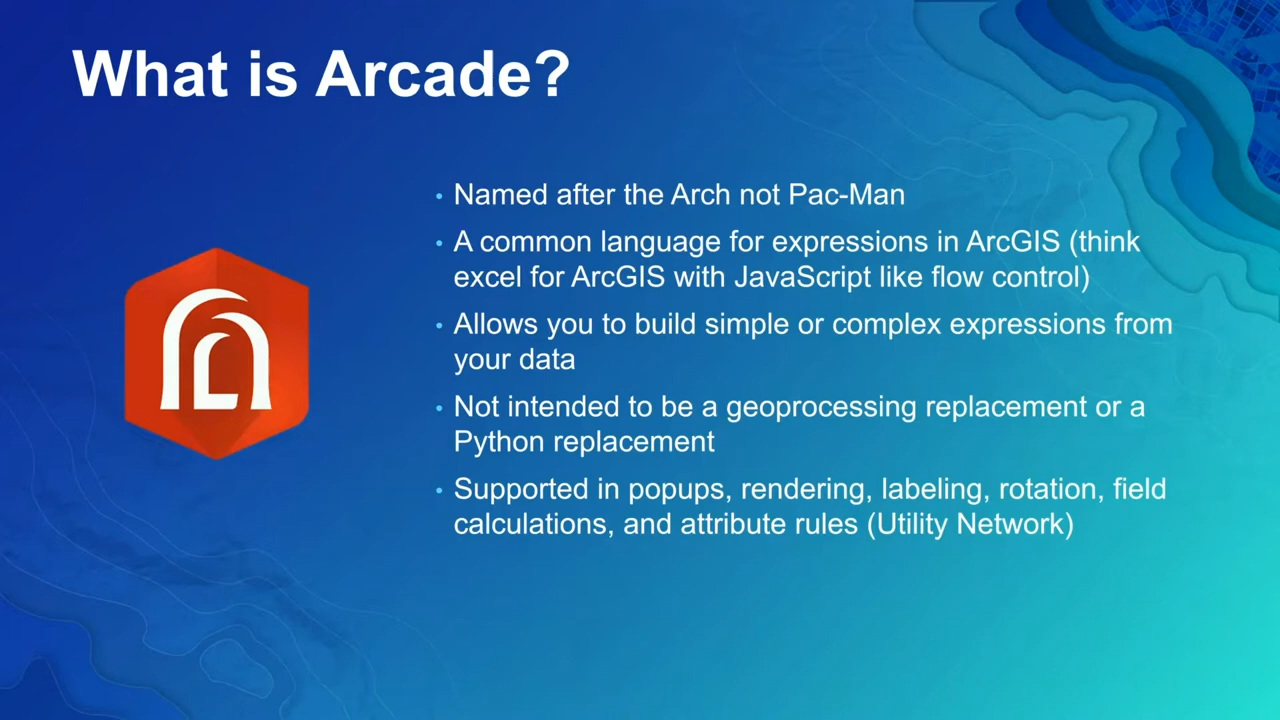 What is Arcade?
• Named after the Arch not Pac-Man
• A common language for expressions in ArcGIS (think
excel for ArcGIS with JavaScript like flow control)
• Allows you to build simple or complex expressions from
your data
• Not intended to be a geoprocessing replacement or a
Python replacement
• Supported in popups, rendering, labeling, rotation, field
calculations, and attribute rules (Utility Network)